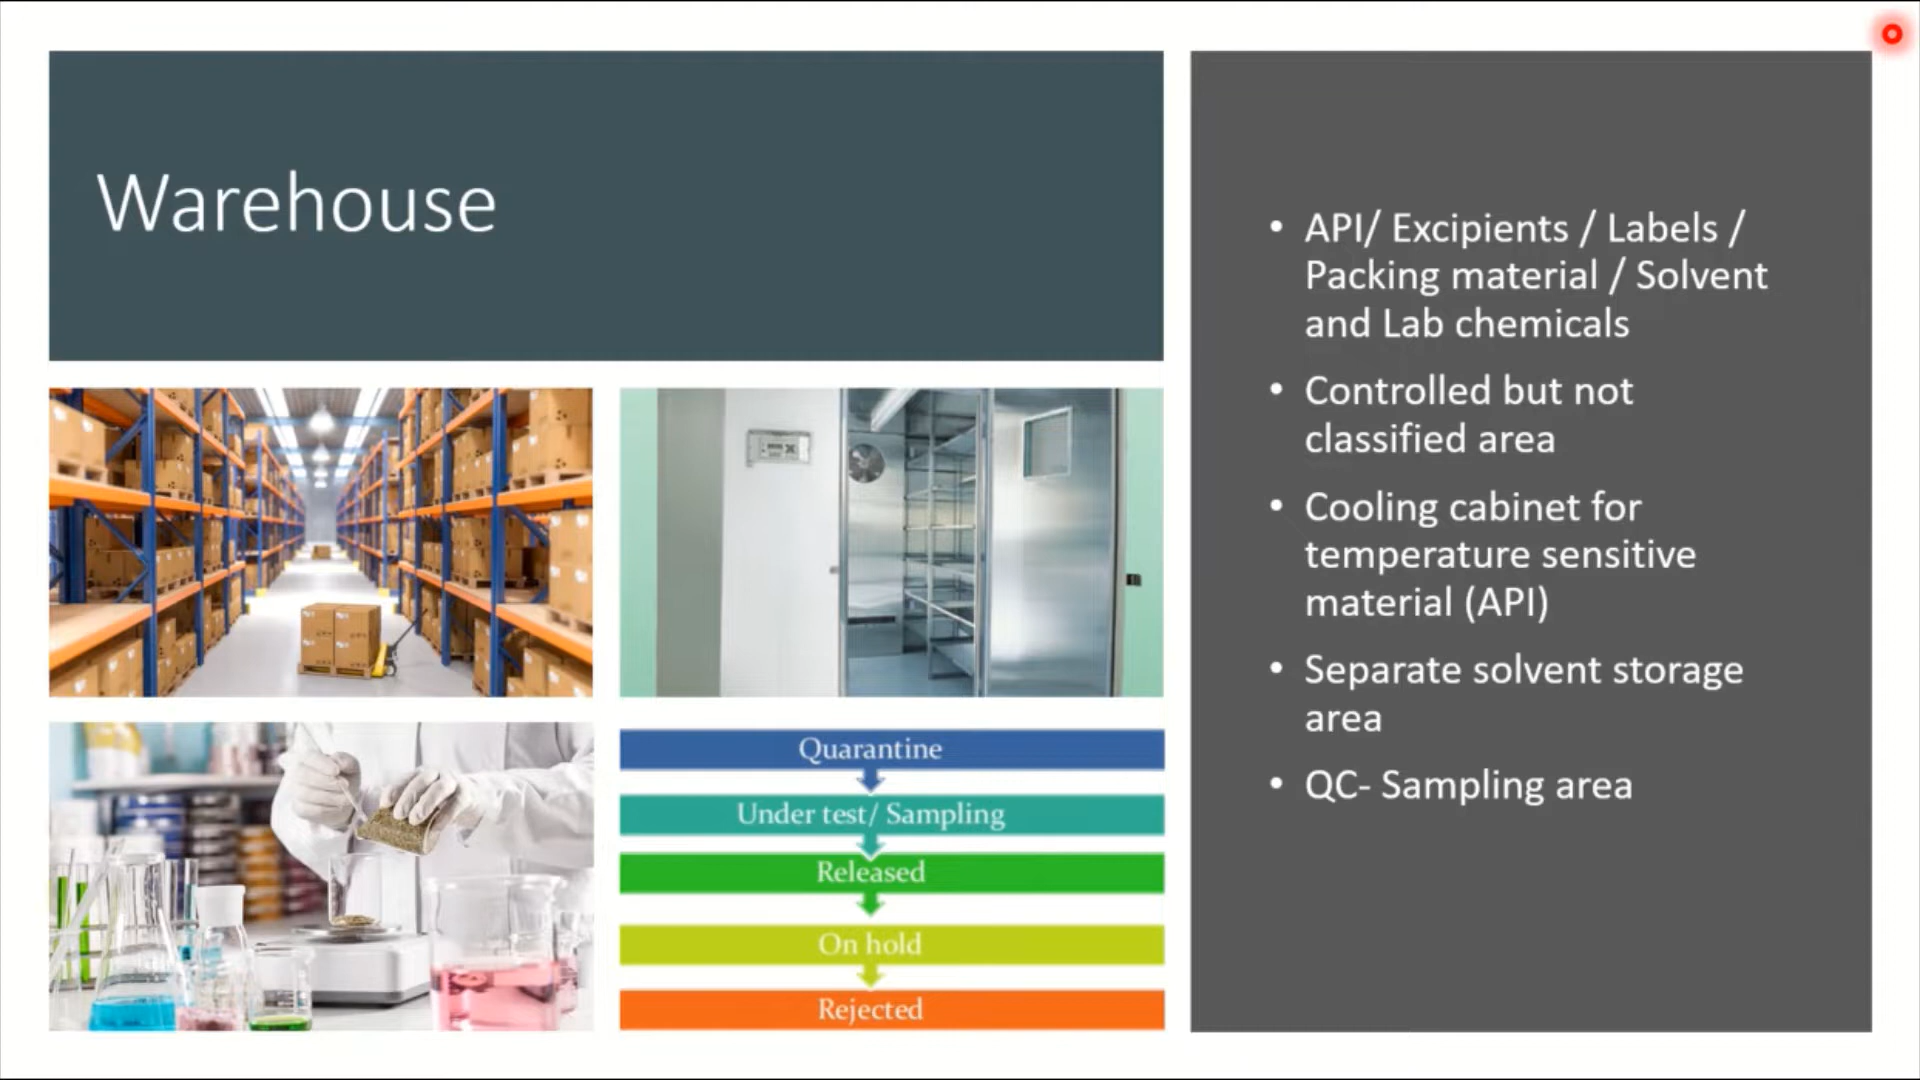 Warehouse
• API/ Excipients / Labels /
Packing material / Solvent
and Lab chemicals
• Controlled but not
classified area
• Cooling cabinet for
temperature sensitive
material (API)
• Separate solvent storage
area
• QC- Sampling area
Quarantine
Under test/ Sampling
Released
On hold
Rejected